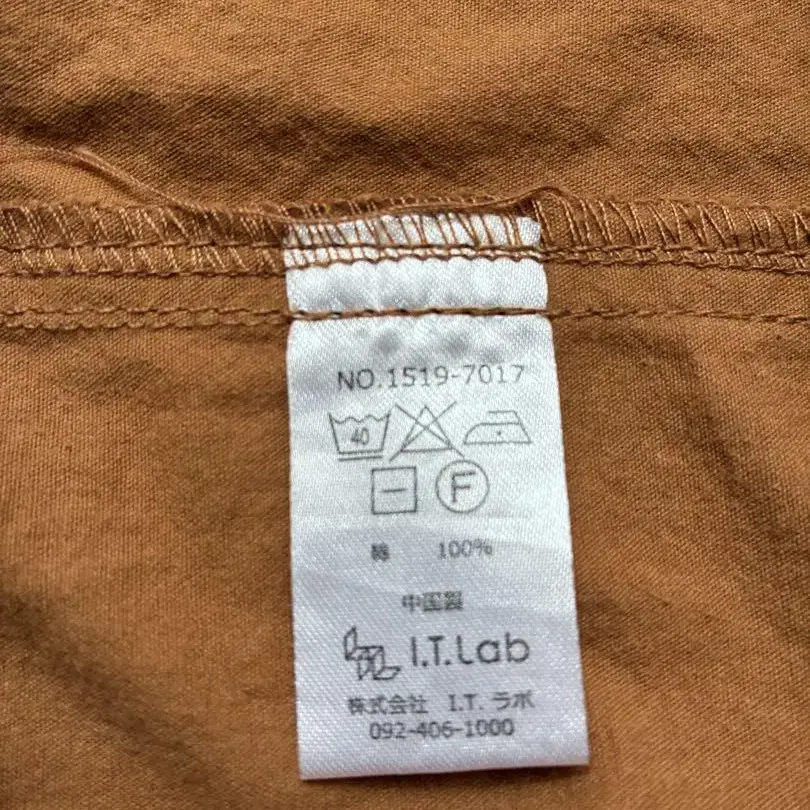 NO.1519-7017
40
F
綿 100%
中国製
I.T.Lab
株式会社 I.T. ラボ
092-406-1000